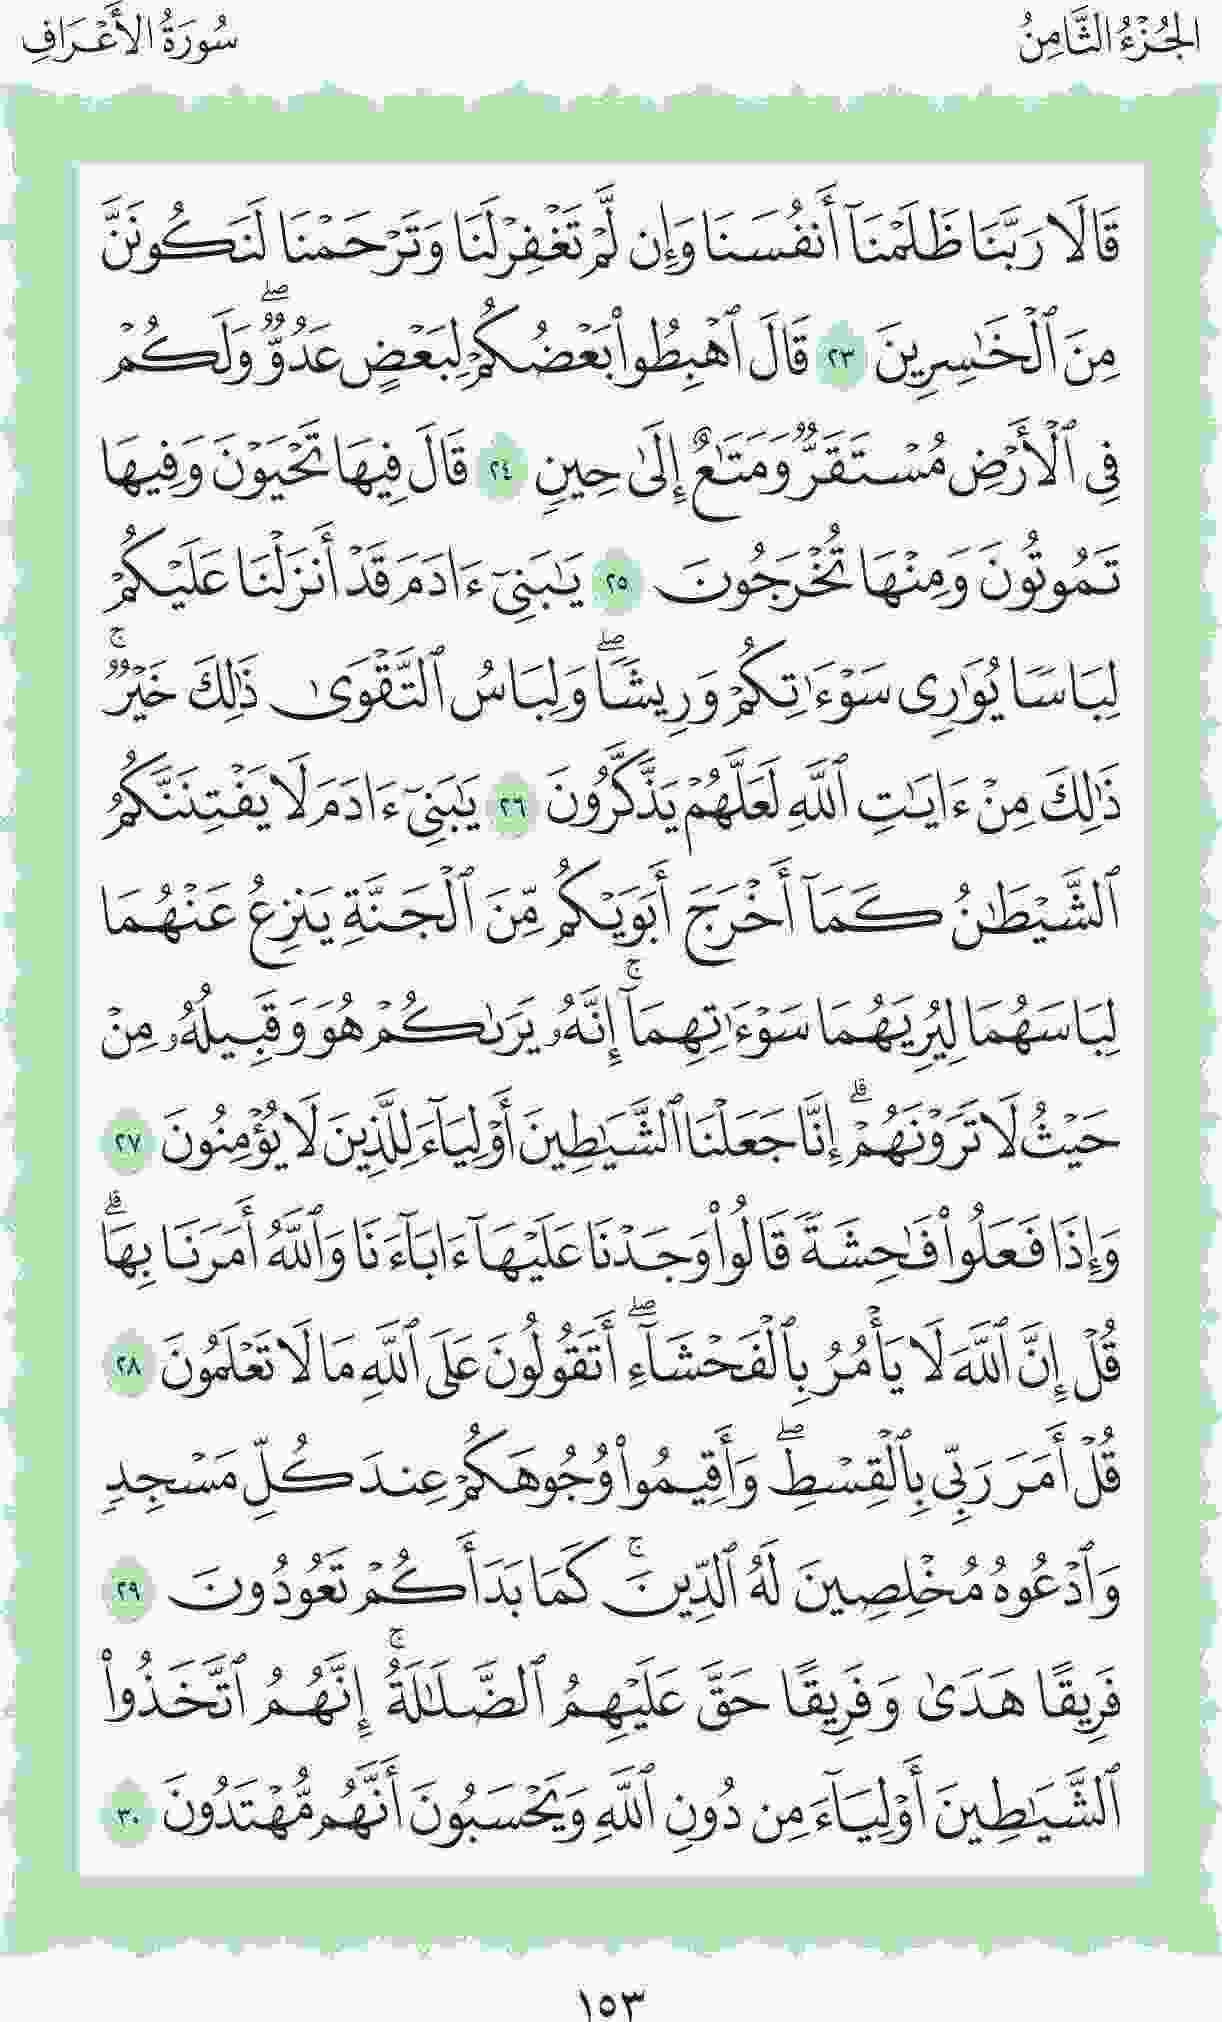 الجُزْءُ الثَّامِنُ
سُورَةُ الأَعْرَافِ
قَالَا رَبَّنَا ظَلَمْنَآ أَنفُسَنَا وَإِن لَّمْ تَغْفِرْ لَنَا وَتَرْحَمْنَا لَنَكُونَنَّ
مِنَ ٱلْخَٰسِرِينَ ٢٣ قَالَ ٱهْبِطُوا۟ بَعْضُكُمْ لِبَعْضٍ عَدُوٌّ ۖ وَلَكُمْ
فِى ٱلْأَرْضِ مُسْتَقَرٌّ وَمَتَٰعٌ إِلَىٰ حِينٍ ٢٤ قَالَ فِيهَا تَحْيَوْنَ وَفِيهَا
تَمُوتُونَ وَمِنْهَا تُخْرَجُونَ ٢٥ يَٰبَنِىٓ ءَادَمَ قَدْ أَنزَلْنَا عَلَيْكُمْ
لِبَاسًا يُوَٰرِى سَوْءَٰتِكُمْ وَرِيشًا ۖ وَلِبَاسُ ٱلتَّقْوَىٰ ذَٰلِكَ خَيْرٌ ۚ
ذَٰلِكَ مِنْ ءَايَٰتِ ٱللَّهِ لَعَلَّهُمْ يَذَّكَّرُونَ ٢٦ يَٰبَنِىٓ ءَادَمَ لَا يَفْتِنَنَّكُمُ
ٱلشَّيْطَٰنُ كَمَآ أَخْرَجَ أَبَوَيْكُم مِّنَ ٱلْجَنَّةِ يَنزِعُ عَنْهُمَا
لِبَاسَهُمَا لِيُرِيَهُمَا سَوْءَٰتِهِمَآ ۚ إِنَّهُۥ يَرَىٰكُمْ هُوَ وَقَبِيلُهُۥ مِنْ
حَيْثُ لَا تَرَوْنَهُمْ ۗ إِنَّا جَعَلْنَا ٱلشَّيَٰطِينَ أَوْلِيَآءَ لِلَّذِينَ لَا يُؤْمِنُونَ ٢٧
وَإِذَا فَعَلُوا۟ فَٰحِشَةً قَالُوا۟ وَجَدْنَا عَلَيْهَآ ءَابَآءَنَا وَٱللَّهُ أَمَرَنَا بِهَا ۗ
قُلْ إِنَّ ٱللَّهَ لَا يَأْمُرُ بِٱلْفَحْشَآءِ ۖ أَتَقُولُونَ عَلَى ٱللَّهِ مَا لَا تَعْلَمُونَ ٢٨
قُلْ أَمَرَ رَبِّى بِٱلْقِسْطِ ۖ وَأَقِيمُوا۟ وُجُوهَكُمْ عِندَ كُلِّ مَسْجِدٍ
وَٱدْعُوهُ مُخْلِصِينَ لَهُ ٱلدِّينَ ۚ كَمَا بَدَأَكُمْ تَعُودُونَ ٢٩
فَرِيقًا هَدَىٰ وَفَرِيقًا حَقَّ عَلَيْهِمُ ٱلضَّلَٰلَةُ ۗ إِنَّهُمُ ٱتَّخَذُوا۟
ٱلشَّيَٰطِينَ أَوْلِيَآءَ مِن دُونِ ٱللَّهِ وَيَحْسَبُونَ أَنَّهُم مُّهْتَدُونَ ٣٠
١٥٣